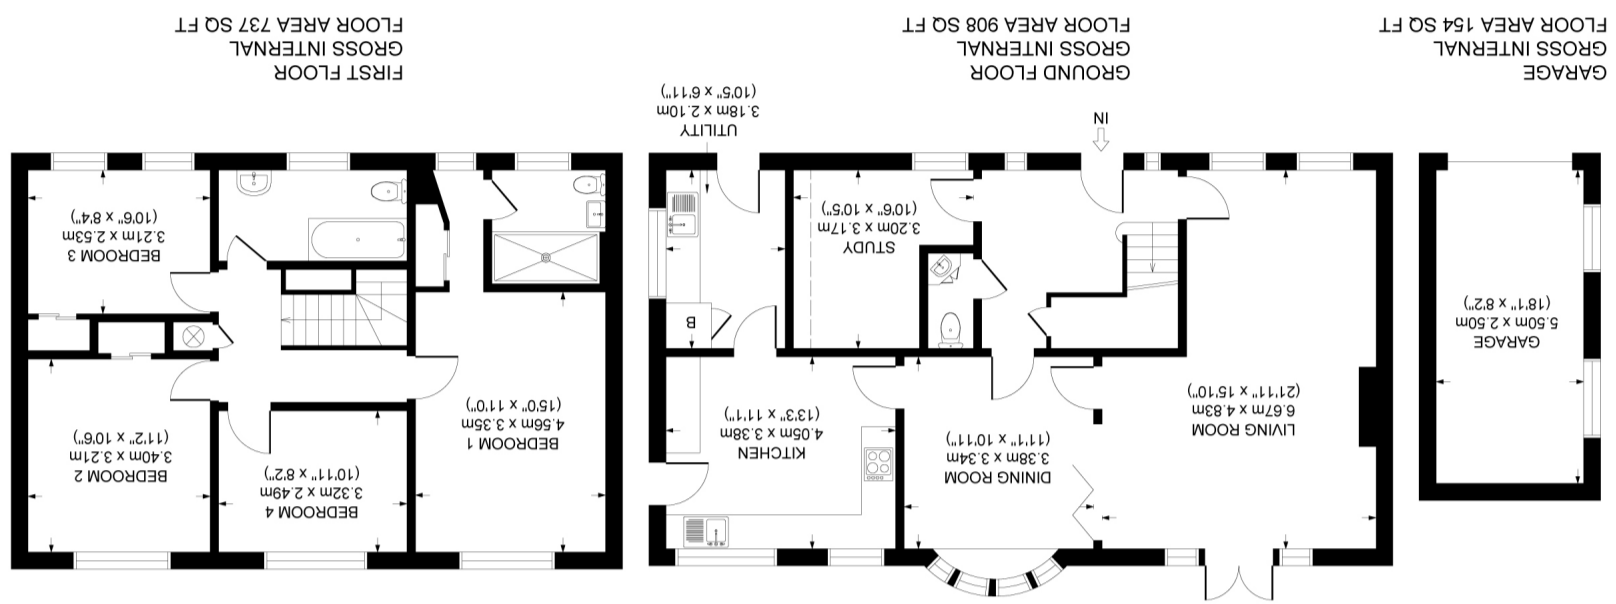 GARAGE
5.50m x 2.50m
(18'1" x 8'2")
GARAGE
GROSS INTERNAL
FLOOR AREA 154 SQ FT
LIVING ROOM
6.67m x 4.83m
(21'11" x 15'10")
DINING ROOM
3.38m x 3.34m
(11'1" x 10'11")
KITCHEN
4.05m x 3.38m
(13'3" x 11'1")
B
STUDY
3.20m x 3.17m
(10'6" x 10'5")
IN
UTILITY
3.18m x 2.10m
(10'5" x 6'11")
GROUND FLOOR
GROSS INTERNAL
FLOOR AREA 908 SQ FT
BEDROOM 4
3.32m x 2.49m
(10'11" x 8'2")
BEDROOM 2
3.40m x 3.21m
(11'2" x 10'6")
BEDROOM 1
4.56m x 3.35m
(15'0" x 11'0")
BEDROOM 3
3.21m x 2.53m
(10'6" x 8'4")
FIRST FLOOR
GROSS INTERNAL
FLOOR AREA 737 SQ FT